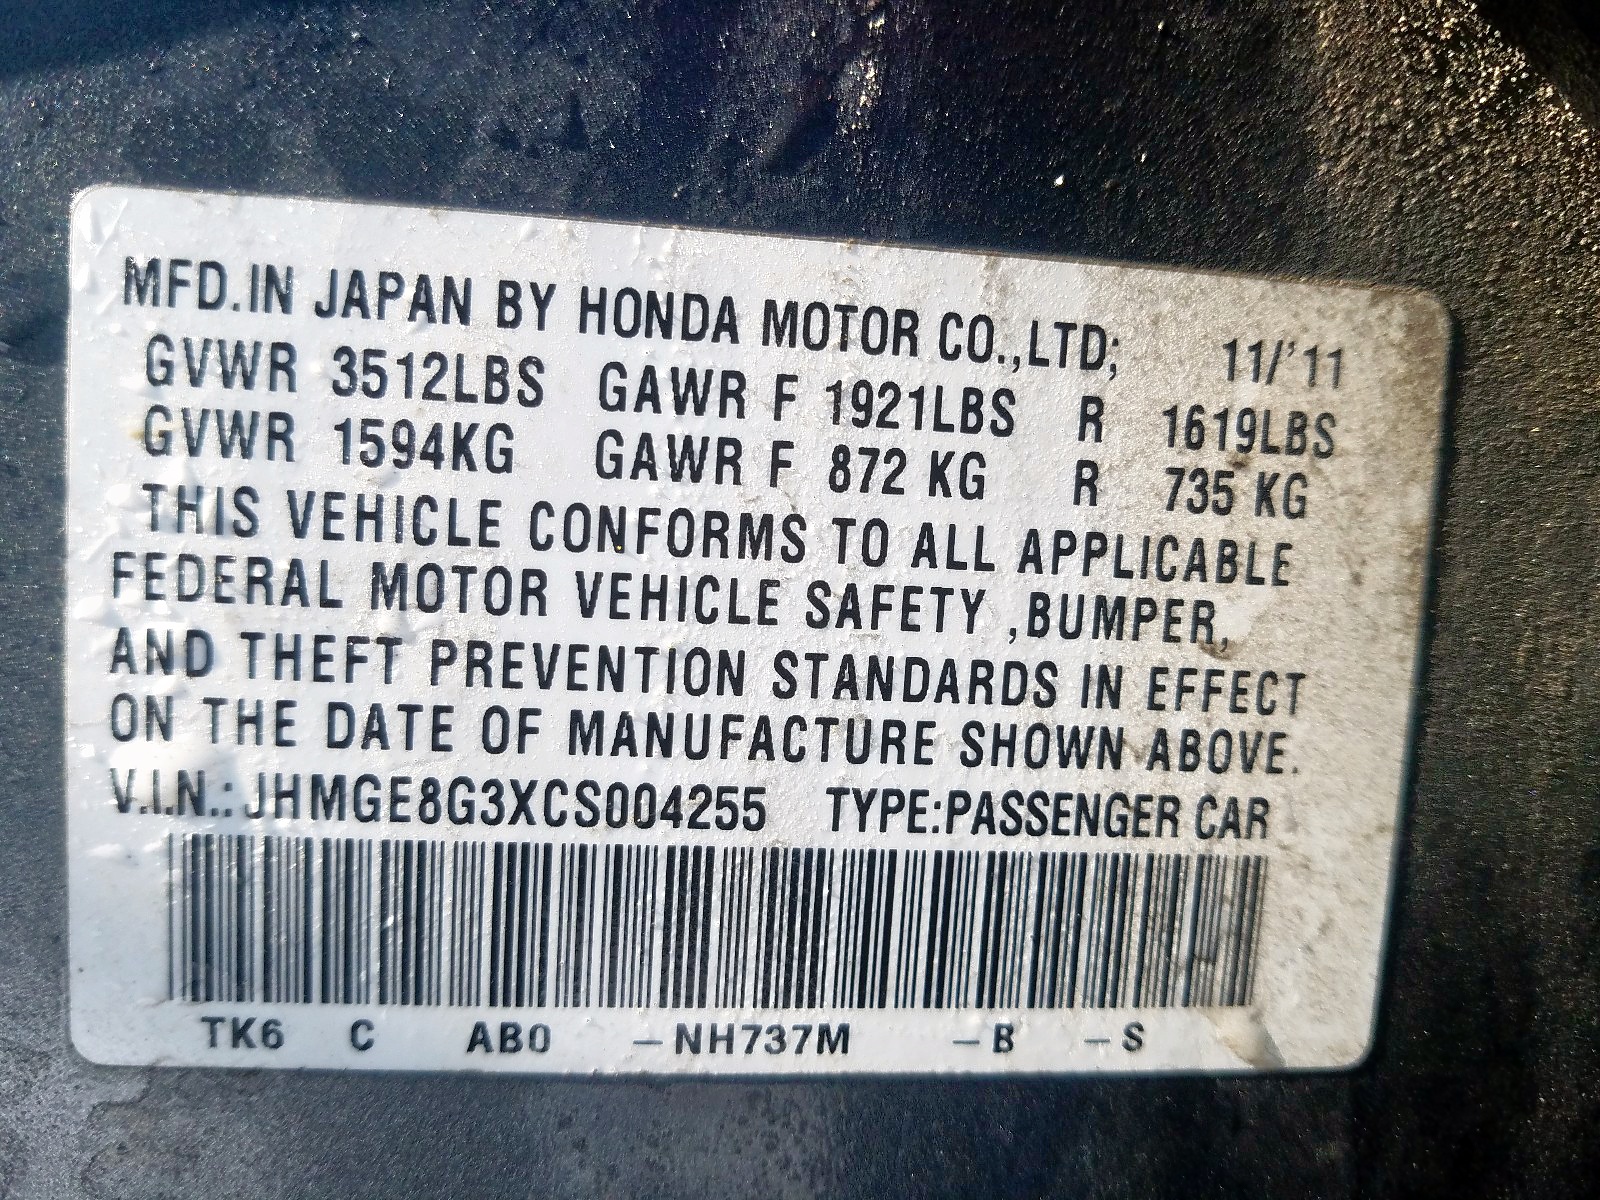 MFD.IN JAPAN BY HONDA MOTOR CO.,LTD; 11/'11
GVWR 3512LBS GAWR F 1921LBS R 1619LBS
GVWR 1594KG GAWR F 872 KG R 735 KG
THIS VEHICLE CONFORMS TO ALL APPLICABLE
FEDERAL MOTOR VEHICLE SAFETY ,BUMPER,
AND THEFT PREVENTION STANDARDS IN EFFECT
ON THE DATE OF MANUFACTURE SHOWN ABOVE.
V.I.N.: JHMGE8G3XCS004255 TYPE:PASSENGER CAR
TK6 C AB0 –NH737M –B –S